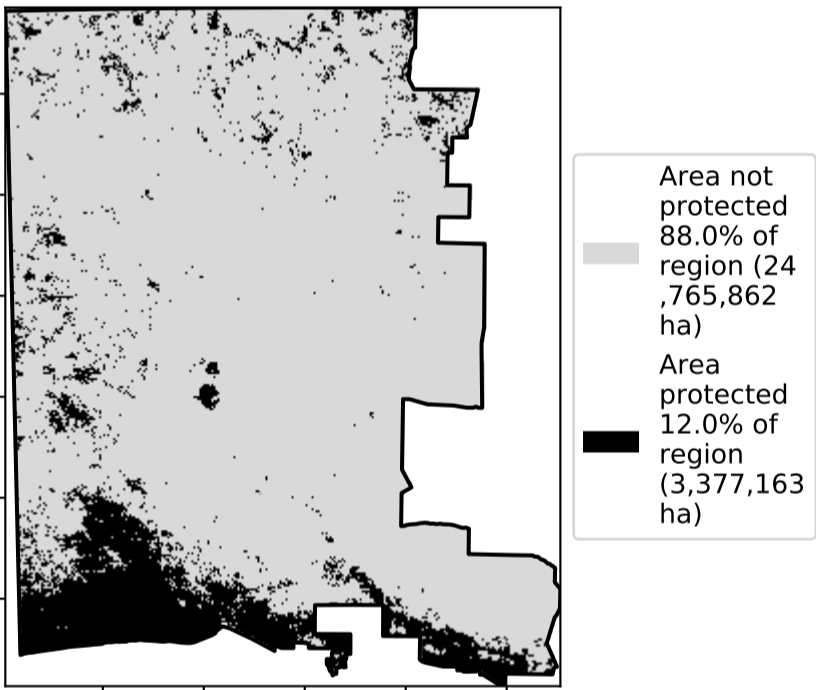 Area not
protected
88.0% of
region (24
,765,862
ha)
Area
protected
12.0% of
region
(3,377,163
ha)